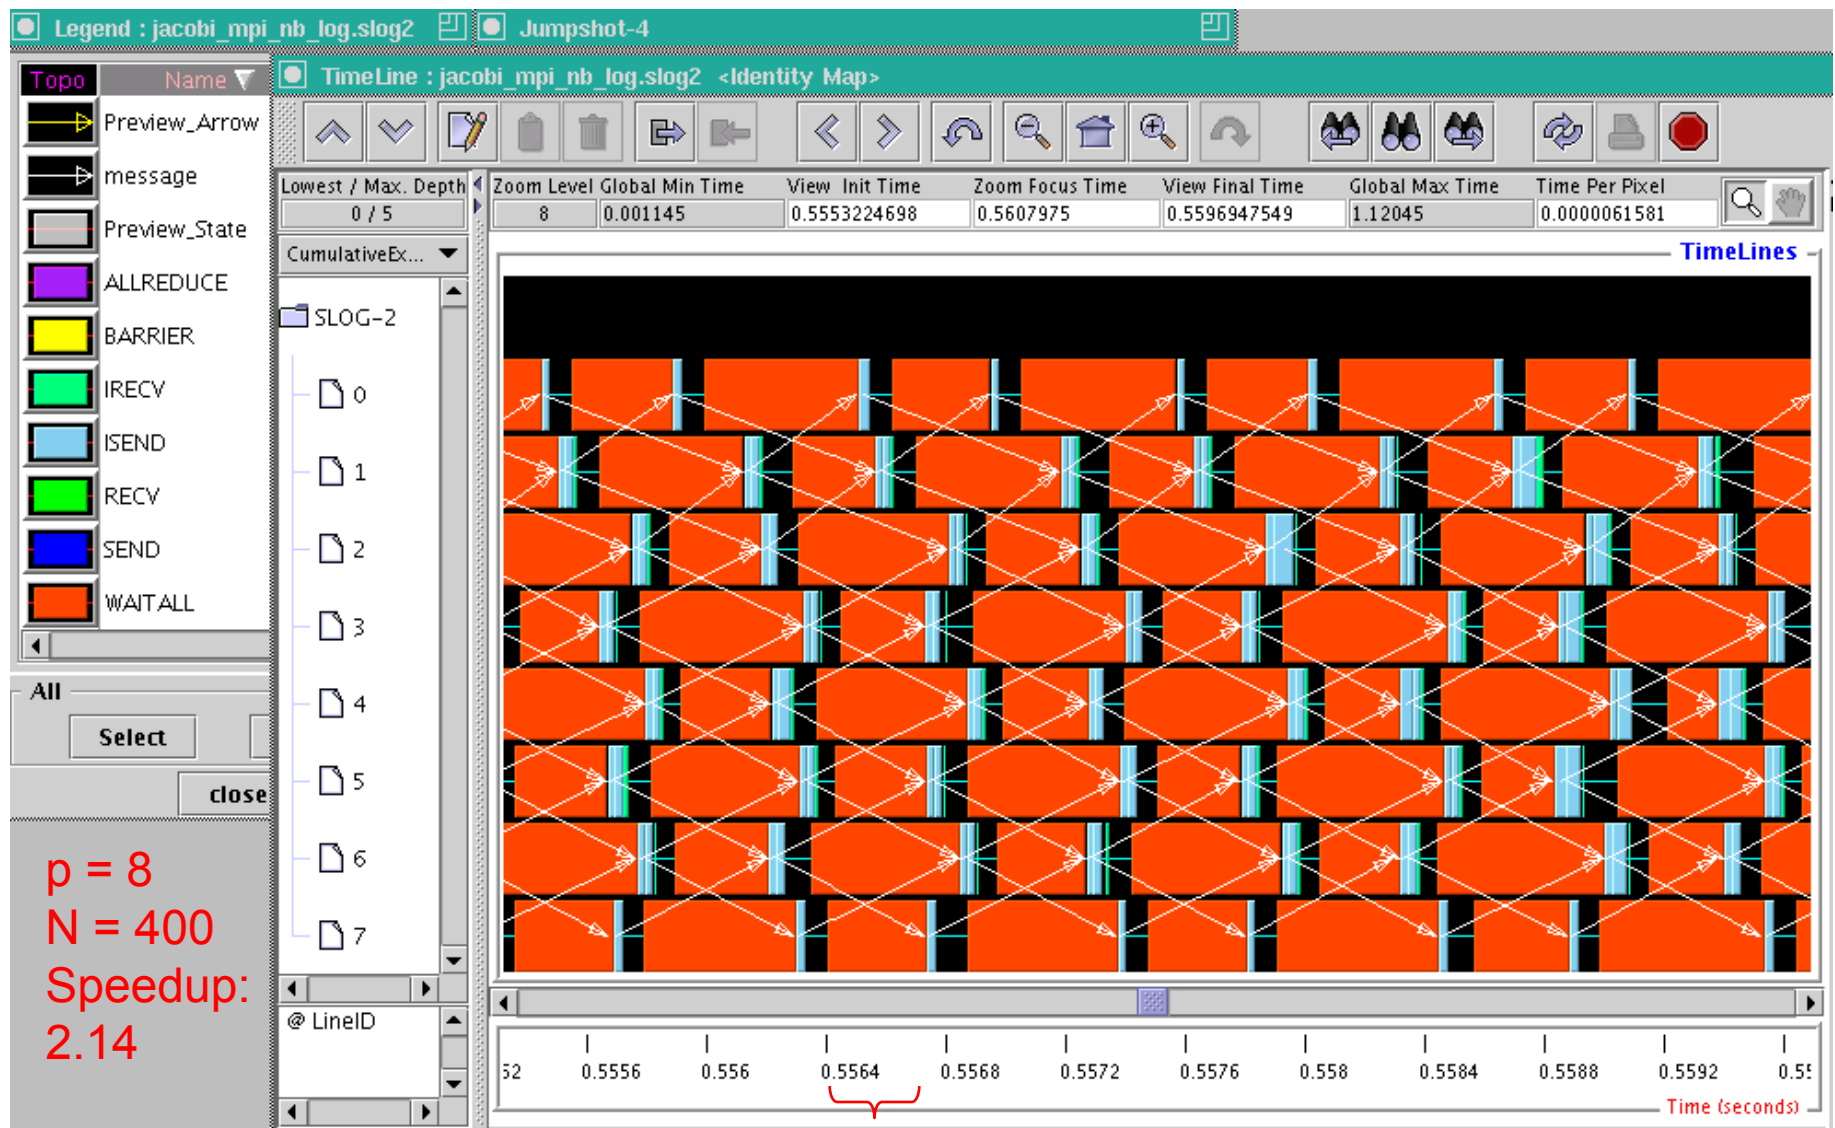 Legend : jacobi_mpi_nb_log.slog2
Jumpshot-4
Topo Name
TimeLine : jacobi_mpi_nb_log.slog2 <Identity Map>
Preview_Arrow
message
Preview_State
ALLREDUCE
BARRIER
IRECV
ISEND
RECV
SEND
WAITALL
All
Select
close
p = 8
N = 400
Speedup:
2.14
Lowest / Max. Depth
0 / 5
Zoom Level Global Min Time View Init Time Zoom Focus Time View Final Time Global Max Time Time Per Pixel
8 0.001145 0.5553224698 0.5607975 0.5596947549 1.12045 0.0000061581
CumulativeEx...
TimeLines
SLOG-2
0
1
2
3
4
5
6
7
@ LineID
52 0.5556 0.556 0.5564 0.5568 0.5572 0.5576 0.558 0.5584 0.5588 0.5592
Time (seconds)